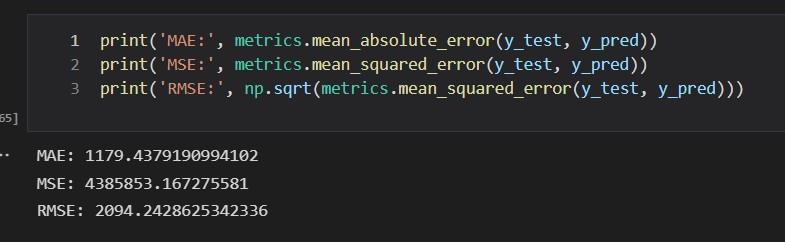 1 print('MAE:', metrics.mean_absolute_error(y_test, y_pred))
2 print('MSE:', metrics.mean_squared_error(y_test, y_pred))
3 print('RMSE:', np.sqrt(metrics.mean_squared_error(y_test, y_pred)))
65]
MAE: 1179.4379190994102
MSE: 4385853.167275581
RMSE: 2094.2428625342336